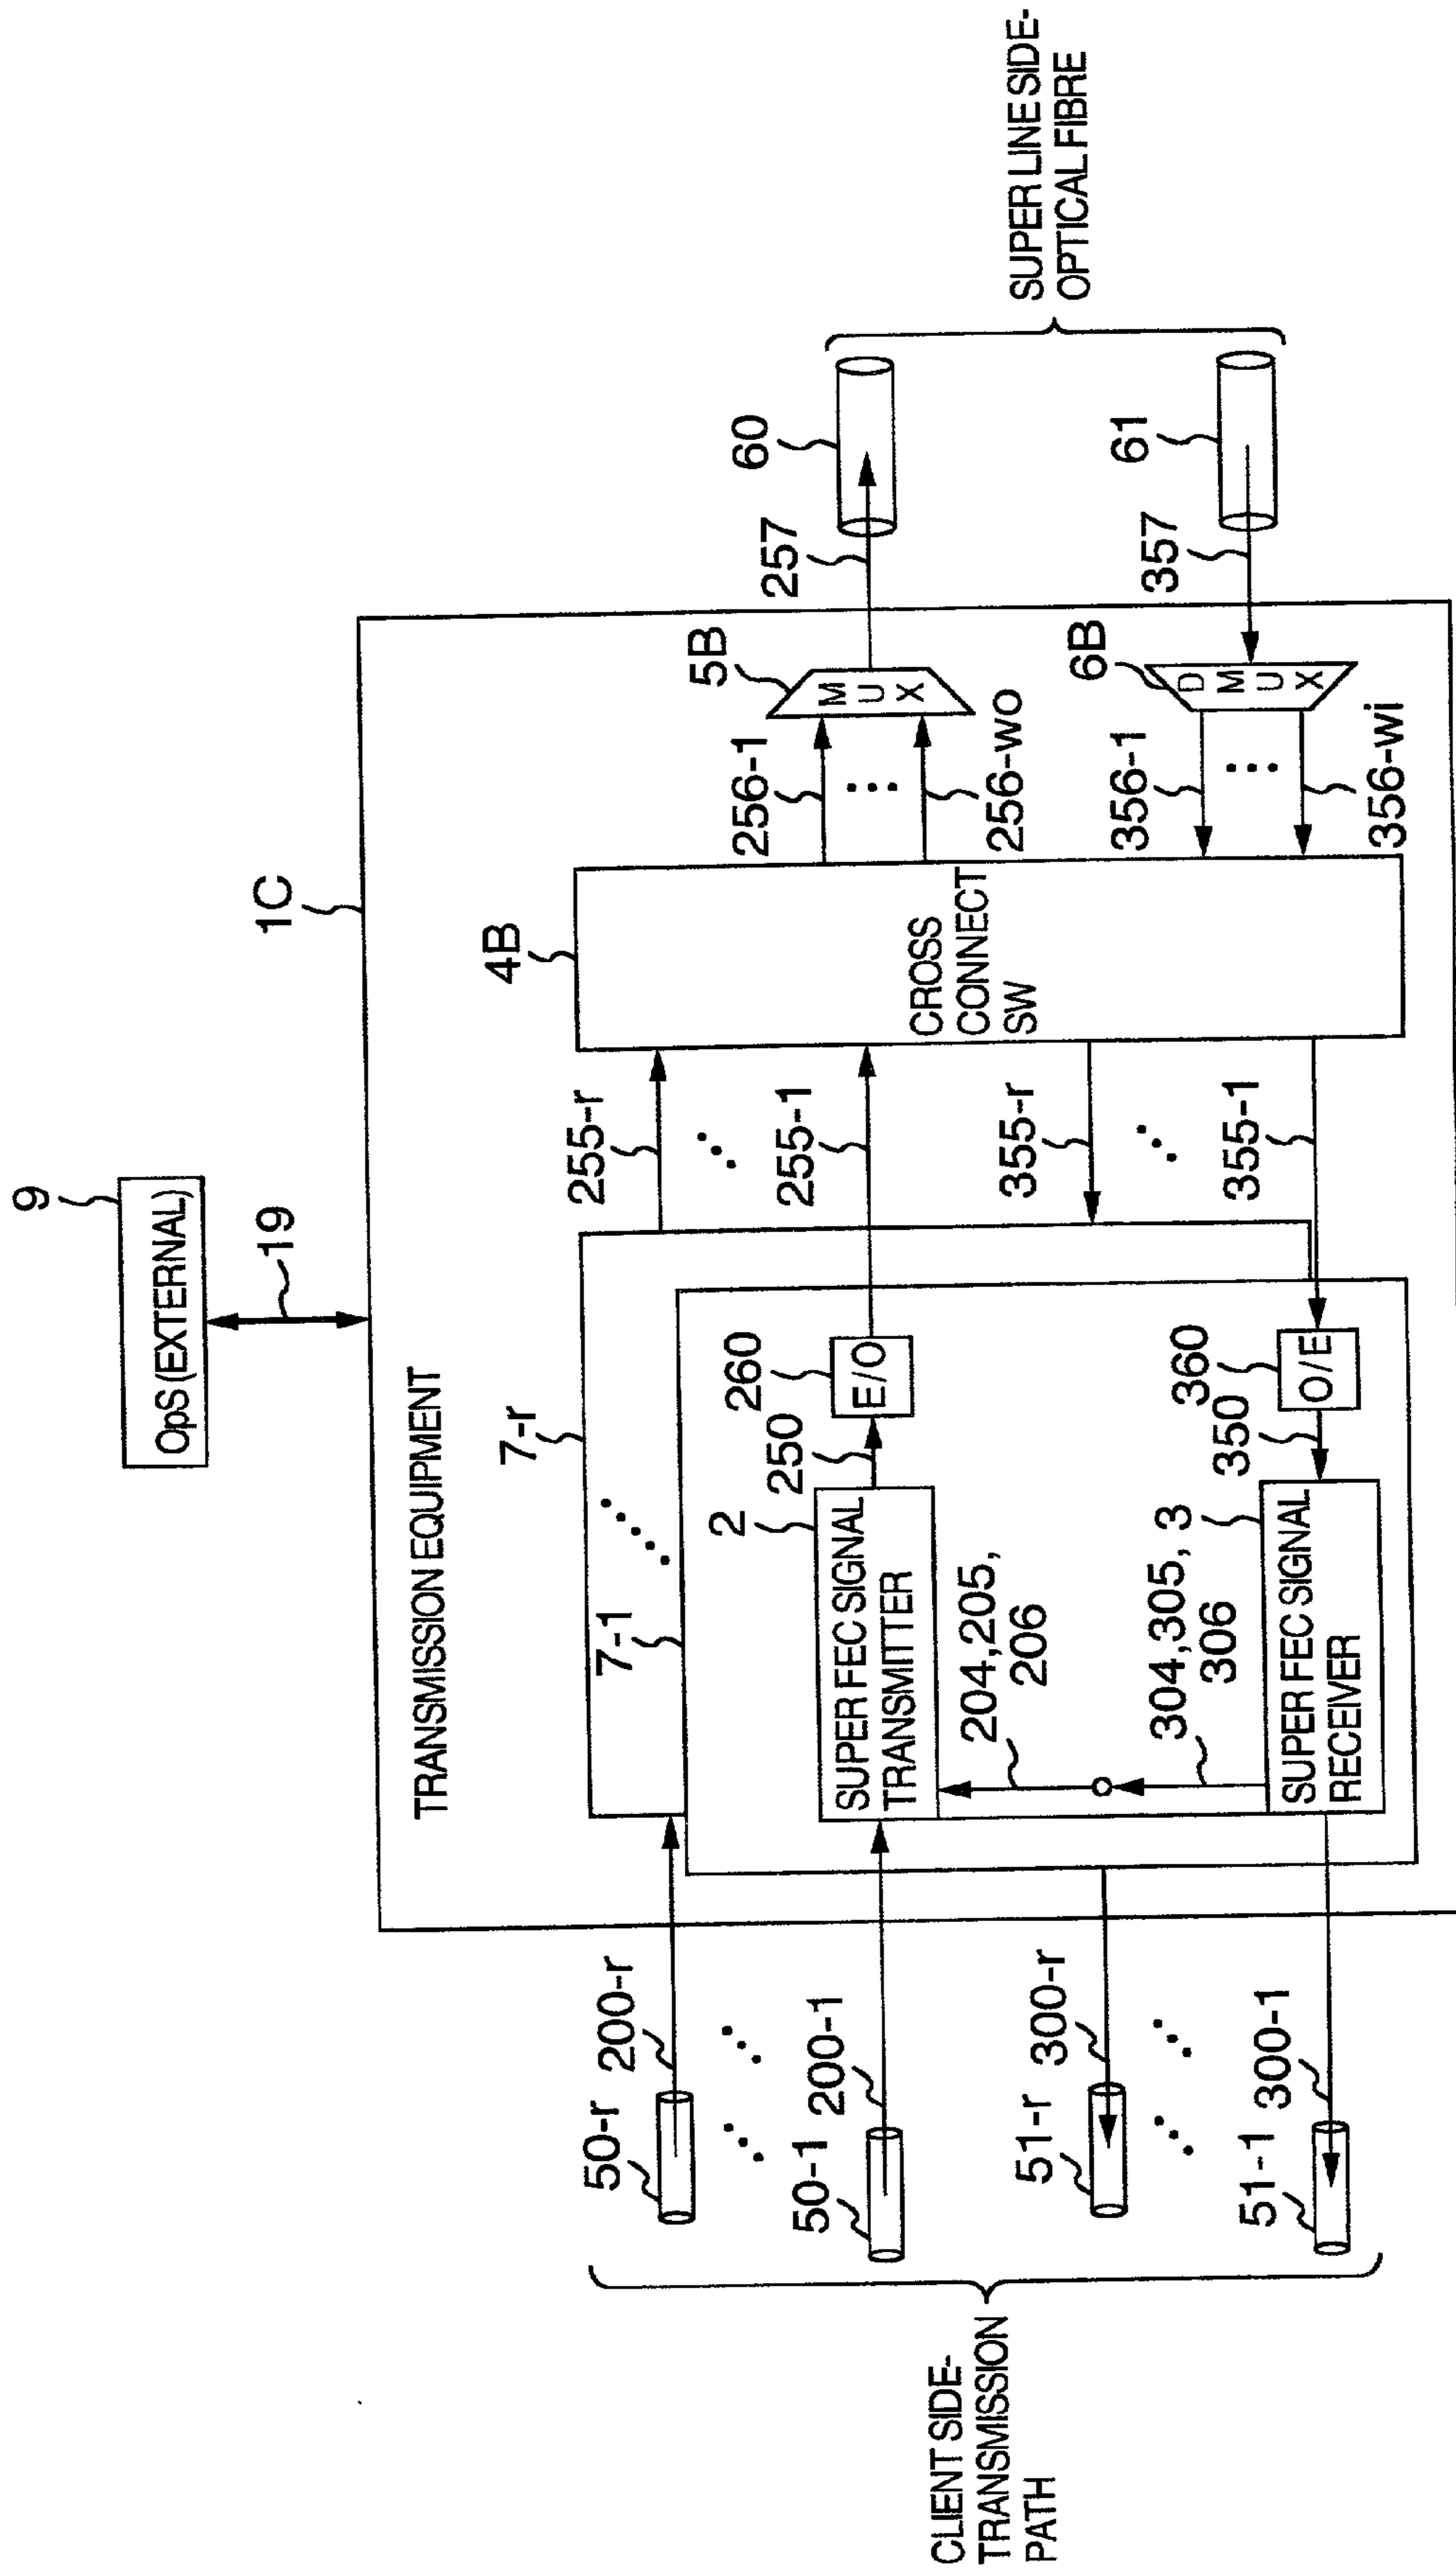 9
OpS (EXTERNAL)
19
1C
TRANSMISSION EQUIPMENT
7-r
7-1
255-r
4B
5B
256-1
M
U
X
257
60
SUPER LINE SIDE-
OPTICAL FIBRE
50-r
200-r
2
SUPER FEC SIGNAL
TRANSMITTER
250
260
E/O
255-1
256-wo
50-1
200-1
204,205,
206
CROSS
CONNECT
SW
CLIENT SIDE-
TRANSMISSION
PATH
51-r
300-r
304,305,
306
3
355-r
356-1
6B
D
M
U
X
357
61
51-1
300-1
SUPER FEC SIGNAL
RECEIVER
350
360
O/E
355-1
356-wi